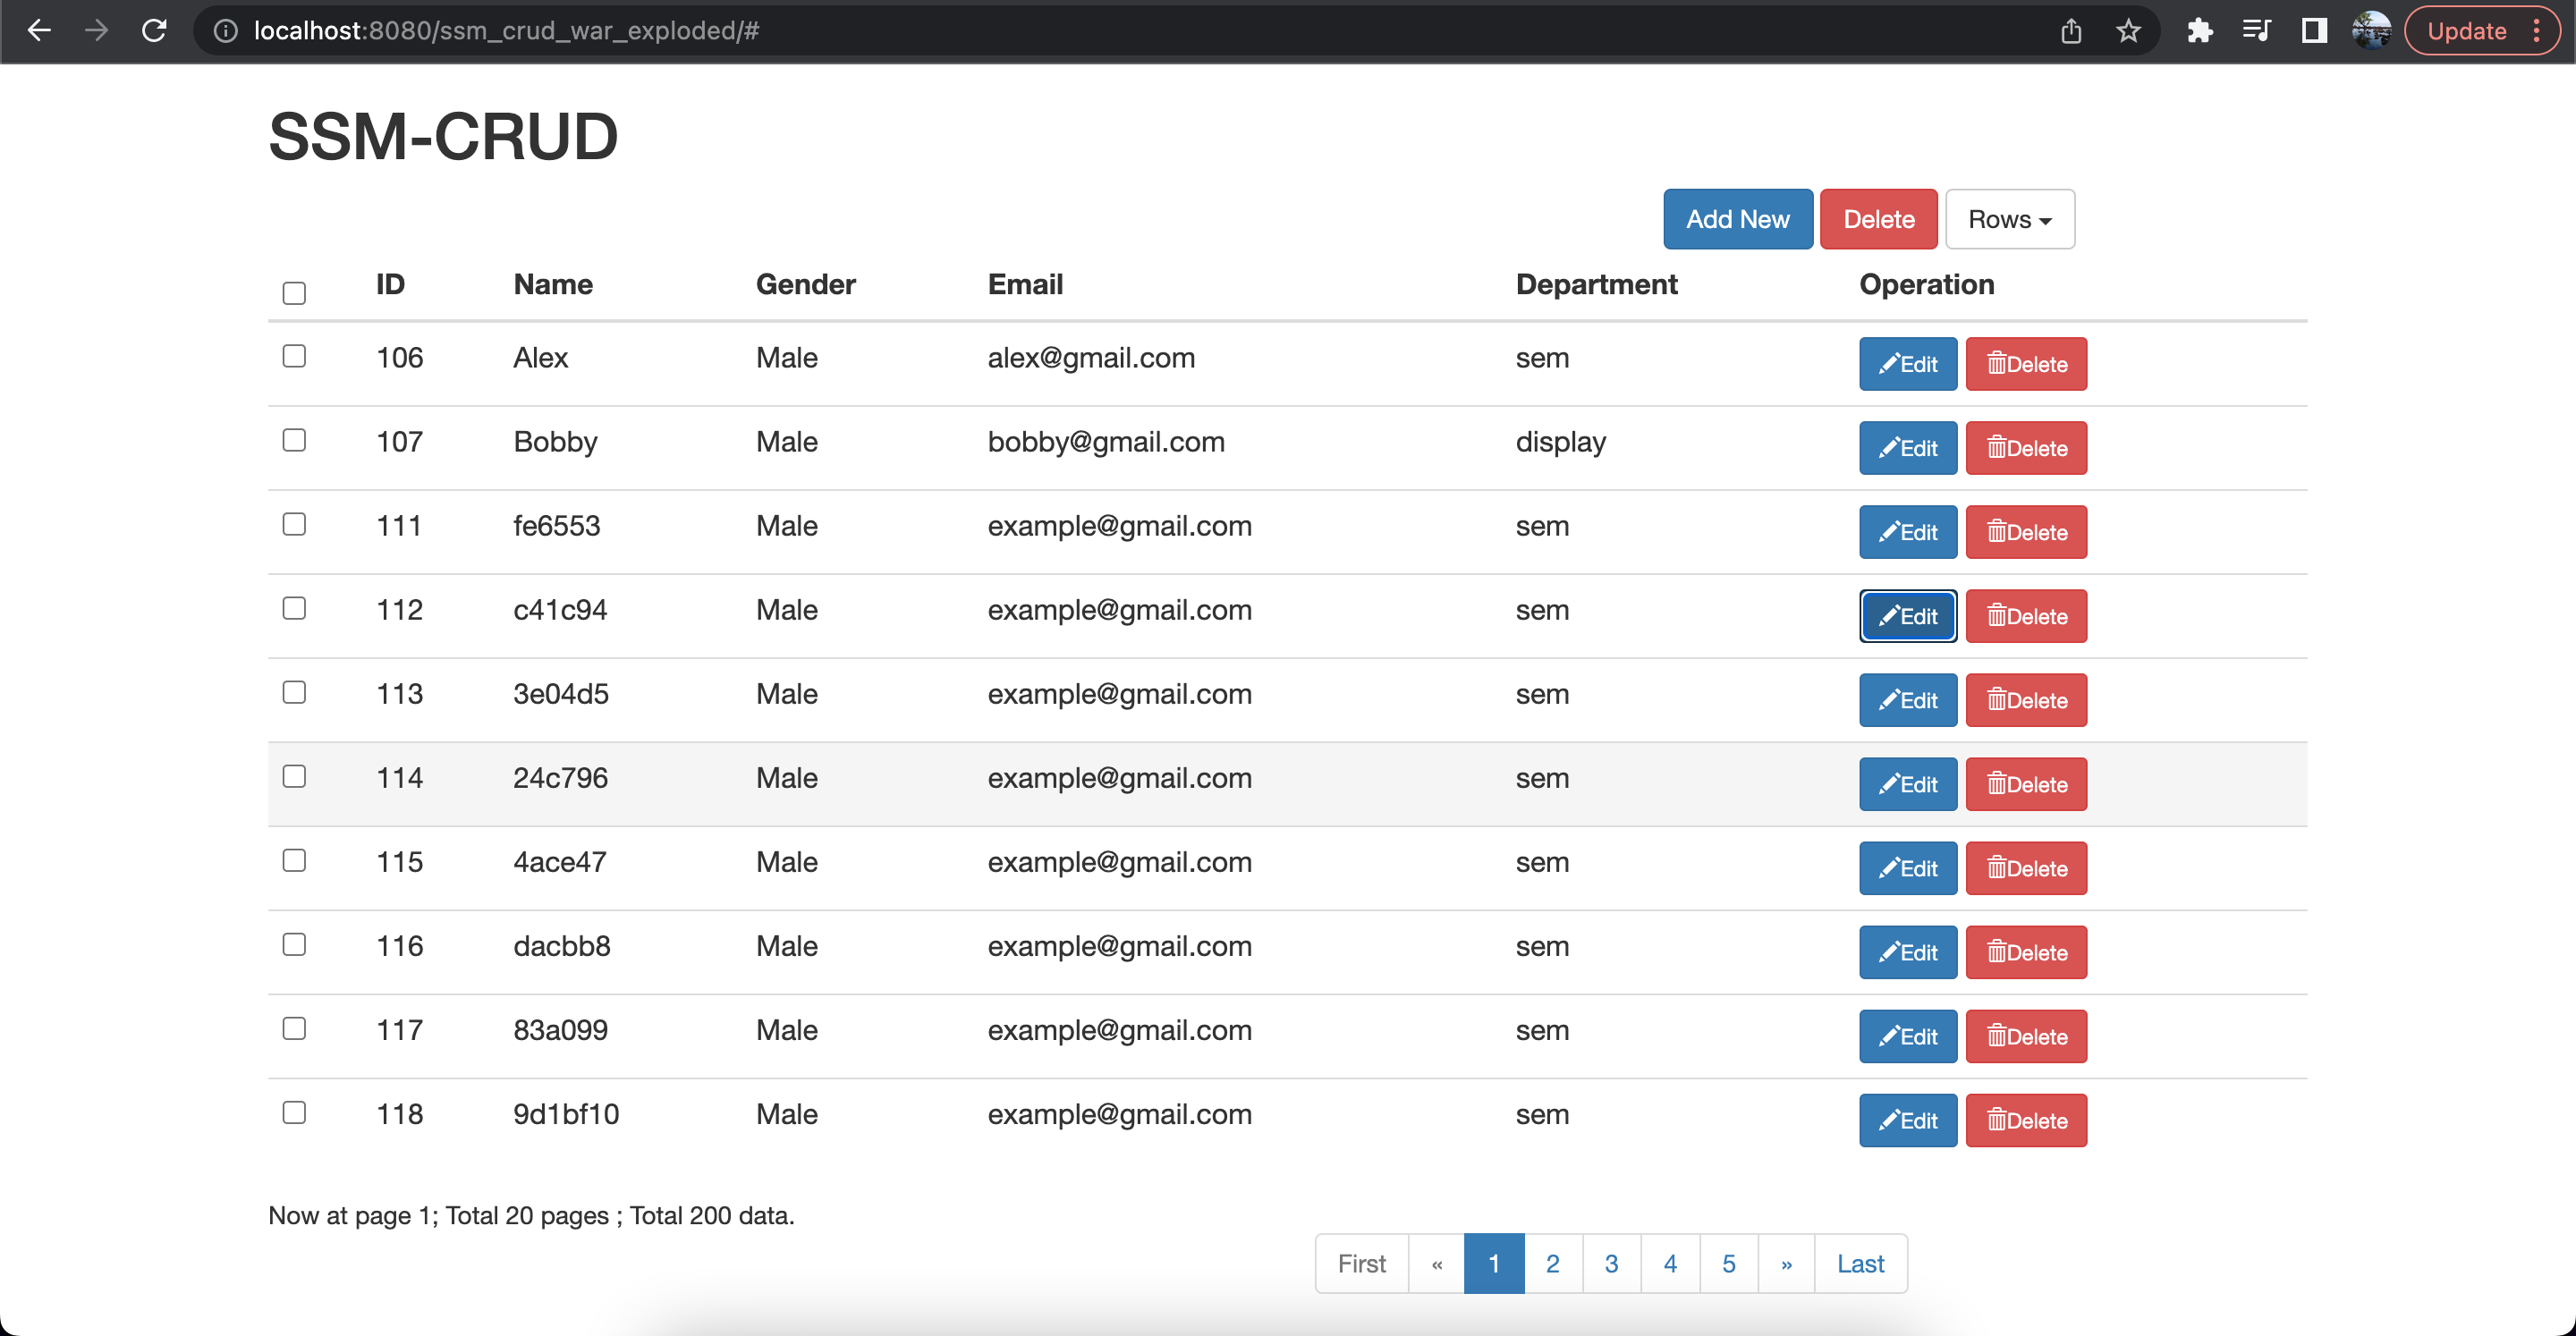 localhost:8080/ssm_crud_war_exploded/# Update
SSM-CRUD
Add New Delete Rows
ID Name Gender Email Department Operation
106 Alex Male alex@gmail.com sem Edit Delete
107 Bobby Male bobby@gmail.com display Edit Delete
111 fe6553 Male example@gmail.com sem Edit Delete
112 c41c94 Male example@gmail.com sem Edit Delete
113 3e04d5 Male example@gmail.com sem Edit Delete
114 24c796 Male example@gmail.com sem Edit Delete
115 4ace47 Male example@gmail.com sem Edit Delete
116 dacbb8 Male example@gmail.com sem Edit Delete
117 83a099 Male example@gmail.com sem Edit Delete
118 9d1bf10 Male example@gmail.com sem Edit Delete
Now at page 1; Total 20 pages ; Total 200 data.
First « 1 2 3 4 5 » Last